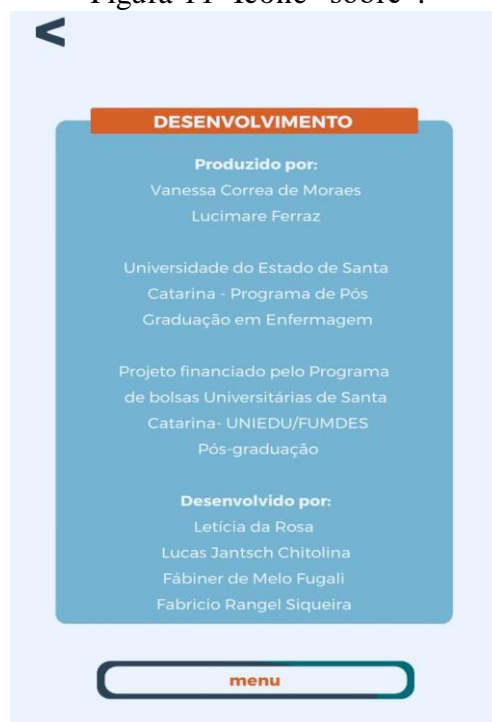 Figura 11- Ícone "sobre".
<
DESENVOLVIMENTO
Produzido por:
Vanessa Correa de Moraes
Lucimare Ferraz
Universidade do Estado de Santa
Catarina - Programa de Pós
Graduação em Enfermagem
Projeto financiado pelo Programa
de bolsas Universitárias de Santa
Catarina- UNIEDU/FUMDES
Pós-graduação
Desenvolvido por:
Letícia da Rosa
Lucas Jantsch Chitolina
Fábiner de Melo Fugali
Fabricio Rangel Siqueira
menu